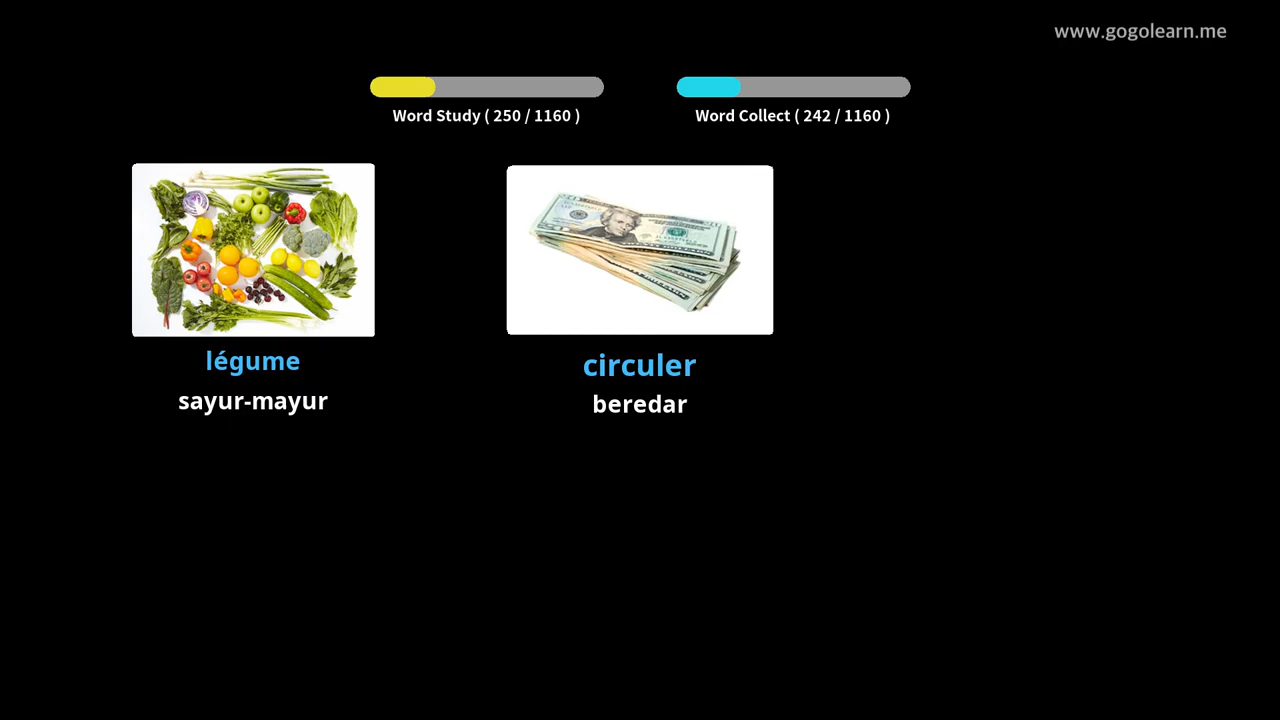 www.gogolearn.me
Word Study ( 250 / 1160 )
Word Collect ( 242 / 1160 )
légume
sayur-mayur
circuler
beredar